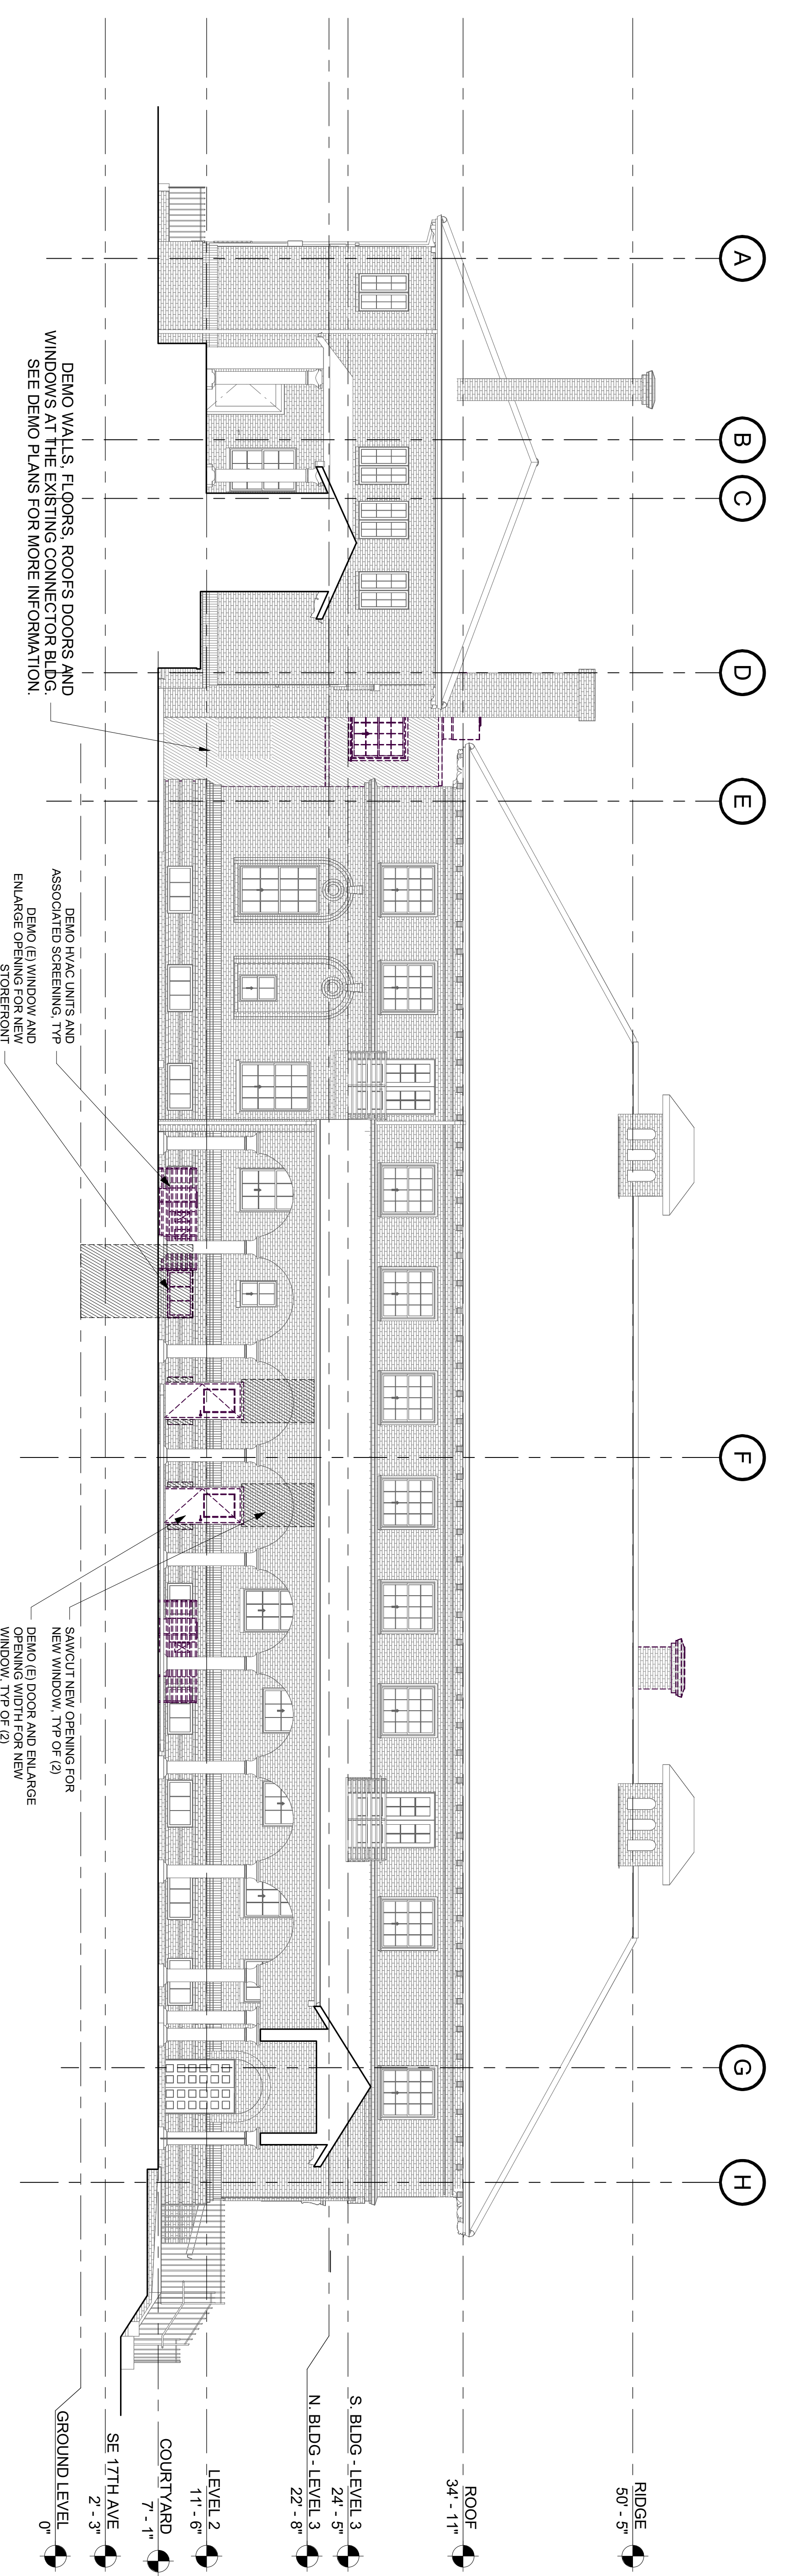 A
B
C
D
E
F
G
H
DEMO WALLS, FLOORS, ROOFS DOORS AND
WINDOWS AT THE EXISTING CONNECTOR BLDG.
SEE DEMO PLANS FOR MORE INFORMATION.
DEMO HVAC UNITS AND
ASSOCIATED SCREENING, TYP
DEMO (E) WINDOW AND
ENLARGE OPENING FOR NEW
STOREFRONT
SAWCUT NEW OPENING FOR
NEW WINDOW, TYP OF (2)
DEMO (E) DOOR AND ENLARGE
OPENING WIDTH FOR NEW
WINDOW, TYP OF (2)
RIDGE
50' - 5"
ROOF
34' - 11"
S. BLDG - LEVEL 3
24' - 5"
N. BLDG - LEVEL 3
22' - 8"
LEVEL 2
11' - 6"
COURTYARD
7' - 1"
SE 17TH AVE
2' - 3"
GROUND LEVEL
0"